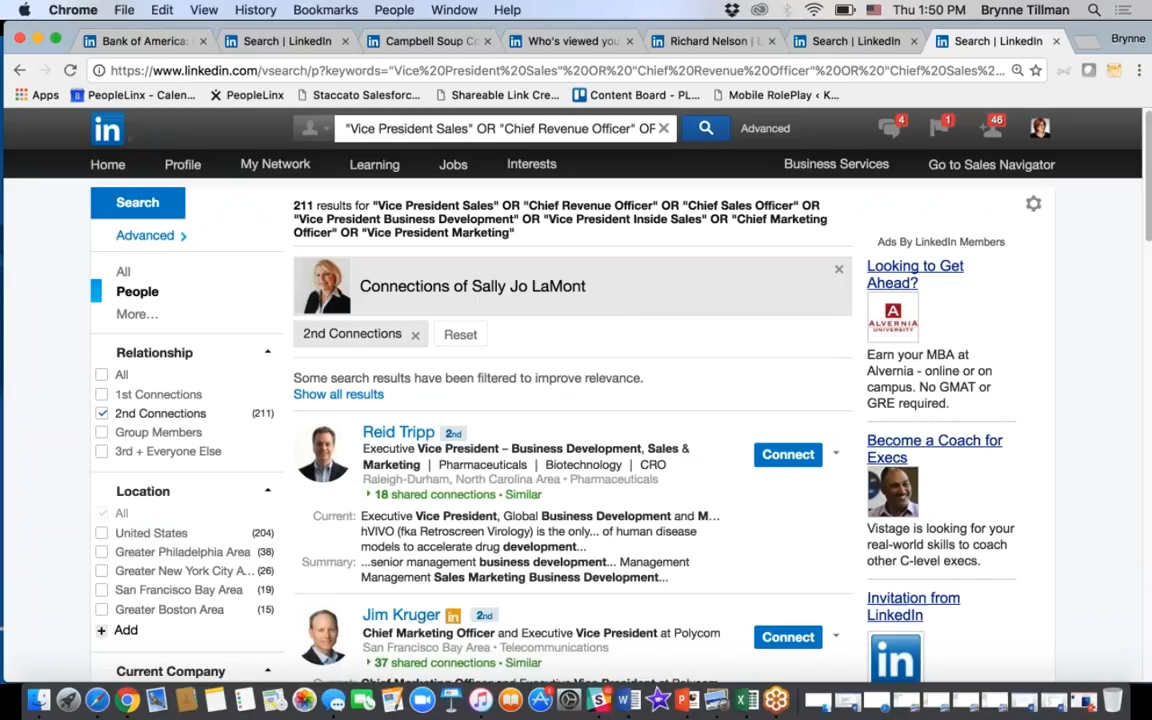 Chrome File Edit View History Bookmarks People Window Help Thu 1:50 PM Brynne Tillman
Bank of America: Search | LinkedIn Campbell Soup Co Who's viewed you Richard Nelson | L Search | LinkedIn Search | LinkedIn Brynne
https://www.linkedin.com/vsearch/p?keywords="Vice%20President%20Sales"%20OR%20"Chief%20Revenue%20Officer"%20OR%20"Chief%20Sales%2...
Apps PeopleLinx - Calen... PeopleLinx Staccato Salesforc... Shareable Link Cre... Content Board - PL... Mobile RolePlay ‹ K...
in "Vice President Sales" OR "Chief Revenue Officer" OF Advanced 4 1 46
Home Profile My Network Learning Jobs Interests Business Services Go to Sales Navigator
Search
Advanced
All
People
More...
Relationship
All
1st Connections
2nd Connections (211)
Group Members
3rd + Everyone Else
Location
All
United States (204)
Greater Philadelphia Area (38)
Greater New York City A... (26)
San Francisco Bay Area (19)
Greater Boston Area (15)
+ Add
Current Company
211 results for "Vice President Sales" OR "Chief Revenue Officer" OR "Chief Sales Officer" OR
"Vice President Business Development" OR "Vice President Inside Sales" OR "Chief Marketing
Officer" OR "Vice President Marketing"
Connections of Sally Jo LaMont
2nd Connections Reset
Some search results have been filtered to improve relevance.
Show all results
Reid Tripp 2nd
Executive Vice President – Business Development, Sales &
Marketing | Pharmaceuticals | Biotechnology | CRO
Raleigh-Durham, North Carolina Area • Pharmaceuticals
18 shared connections • Similar
Connect
Current: Executive Vice President, Global Business Development and M...
hVIVO (fka Retroscreen Virology) is the only... of human disease
models to accelerate drug development...
Summary: ...senior management business development... Management
Management Sales Marketing Business Development...
Jim Kruger in 2nd
Chief Marketing Officer and Executive Vice President at Polycom
San Francisco Bay Area • Telecommunications
37 shared connections • Similar
Connect
Ads By LinkedIn Members
Looking to Get
Ahead?
A
ALVERNIA
UNIVERSITY
Earn your MBA at
Alvernia - online or on
campus. No GMAT or
GRE required.
Become a Coach for
Execs
Vistage is looking for your
real-world skills to coach
other C-level execs.
Invitation from
LinkedIn
in